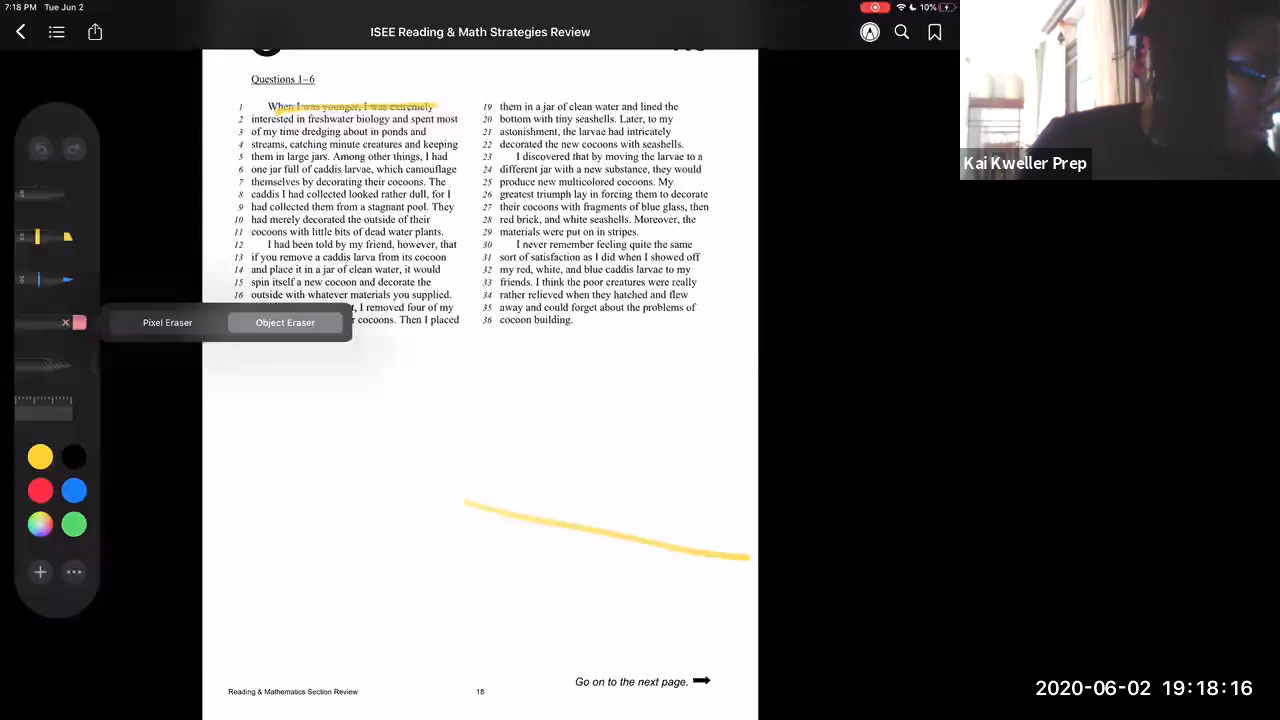 7:18 PM Tue Jun 2
10%
ISEE Reading & Math Strategies Review
Questions 1–6
1 When I was younger, I was extremely
2 interested in freshwater biology and spent most
3 of my time dredging about in ponds and
4 streams, catching minute creatures and keeping
5 them in large jars. Among other things, I had
6 one jar full of caddis larvae, which camouflage
7 themselves by decorating their cocoons. The
8 caddis I had collected looked rather dull, for I
9 had collected them from a stagnant pool. They
10 had merely decorated the outside of their
11 cocoons with little bits of dead water plants.
12 I had been told by my friend, however, that
13 if you remove a caddis larva from its cocoon
14 and place it in a jar of clean water, it would
15 spin itself a new cocoon and decorate the
16 outside with whatever materials you supplied.
I removed four of my
cocoons. Then I placed
19 them in a jar of clean water and lined the
20 bottom with tiny seashells. Later, to my
21 astonishment, the larvae had intricately
22 decorated the new cocoons with seashells.
23 I discovered that by moving the larvae to a
24 different jar with a new substance, they would
25 produce new multicolored cocoons. My
26 greatest triumph lay in forcing them to decorate
27 their cocoons with fragments of blue glass, then
28 red brick, and white seashells. Moreover, the
29 materials were put on in stripes.
30 I never remember feeling quite the same
31 sort of satisfaction as I did when I showed off
32 my red, white, and blue caddis larvae to my
33 friends. I think the poor creatures were really
34 rather relieved when they hatched and flew
35 away and could forget about the problems of
36 cocoon building.
Pixel Eraser
Object Eraser
Go on to the next page.
Reading & Mathematics Section Review
18
Kai Kweller Prep
2020-06-02 19:18:16